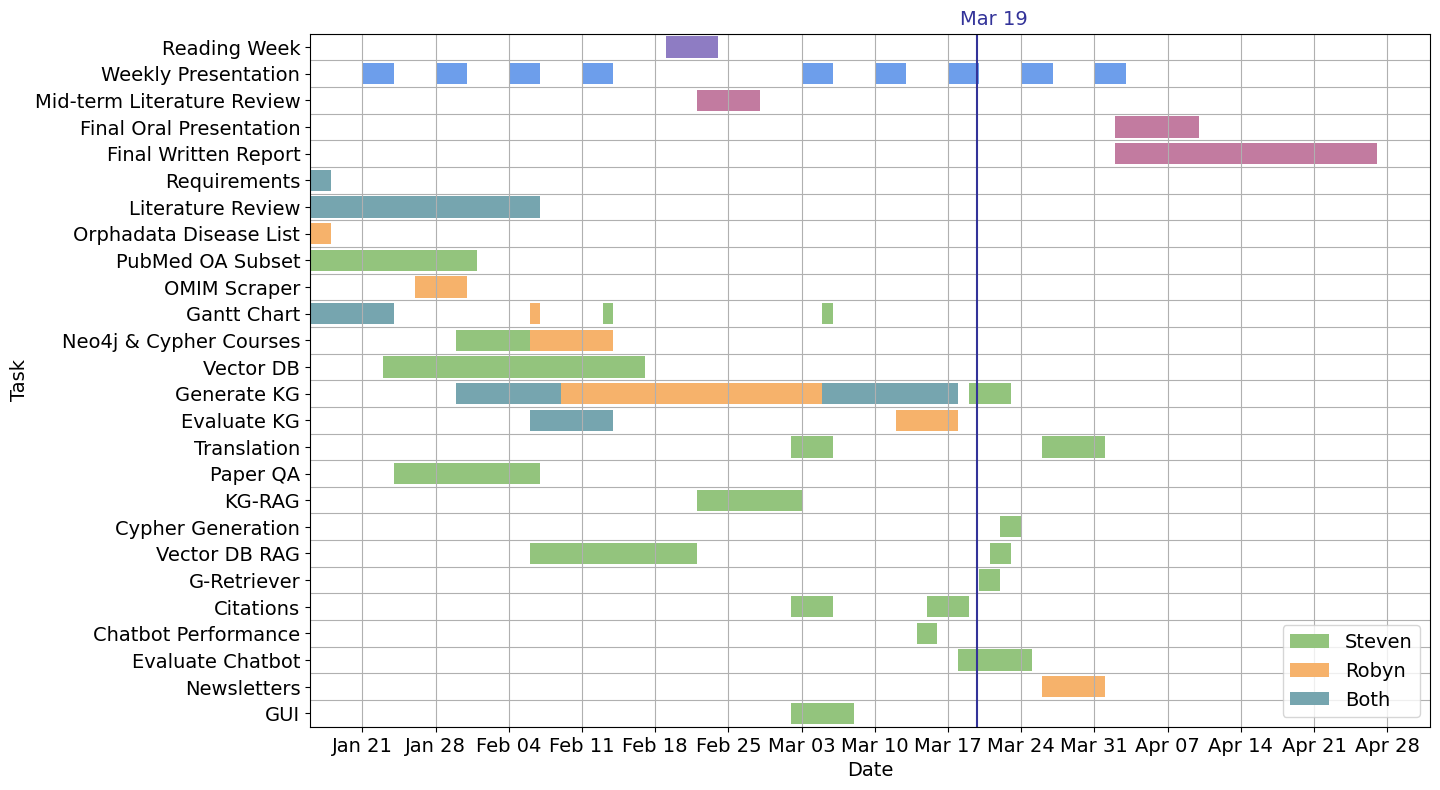 Mar 19
Reading Week
Weekly Presentation
Mid-term Literature Review
Final Oral Presentation
Final Written Report
Requirements
Literature Review
Orphadata Disease List
PubMed OA Subset
OMIM Scraper
Gantt Chart
Neo4j & Cypher Courses
Vector DB
Generate KG
Evaluate KG
Translation
Paper QA
KG-RAG
Cypher Generation
Vector DB RAG
G-Retriever
Citations
Chatbot Performance
Evaluate Chatbot
Newsletters
GUI
Task
Steven
Robyn
Both
Jan 21 Jan 28 Feb 04 Feb 11 Feb 18 Feb 25 Mar 03 Mar 10 Mar 17 Mar 24 Mar 31 Apr 07 Apr 14 Apr 21 Apr 28
Date